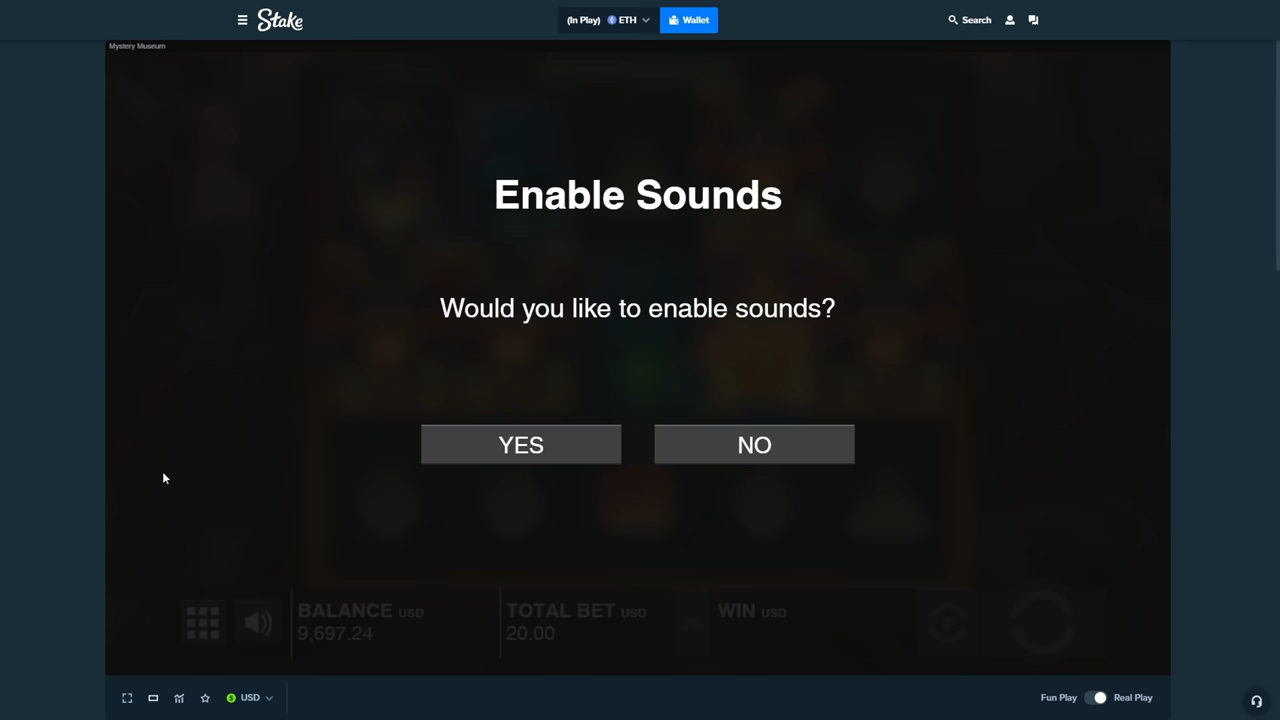 Stake
(In Play) ETH
Wallet
Search
Mystery Museum
Enable Sounds
Would you like to enable sounds?
YES
NO
BALANCE USD
9,697.24
TOTAL BET USD
20.00
WIN USD
USD
Fun Play
Real Play